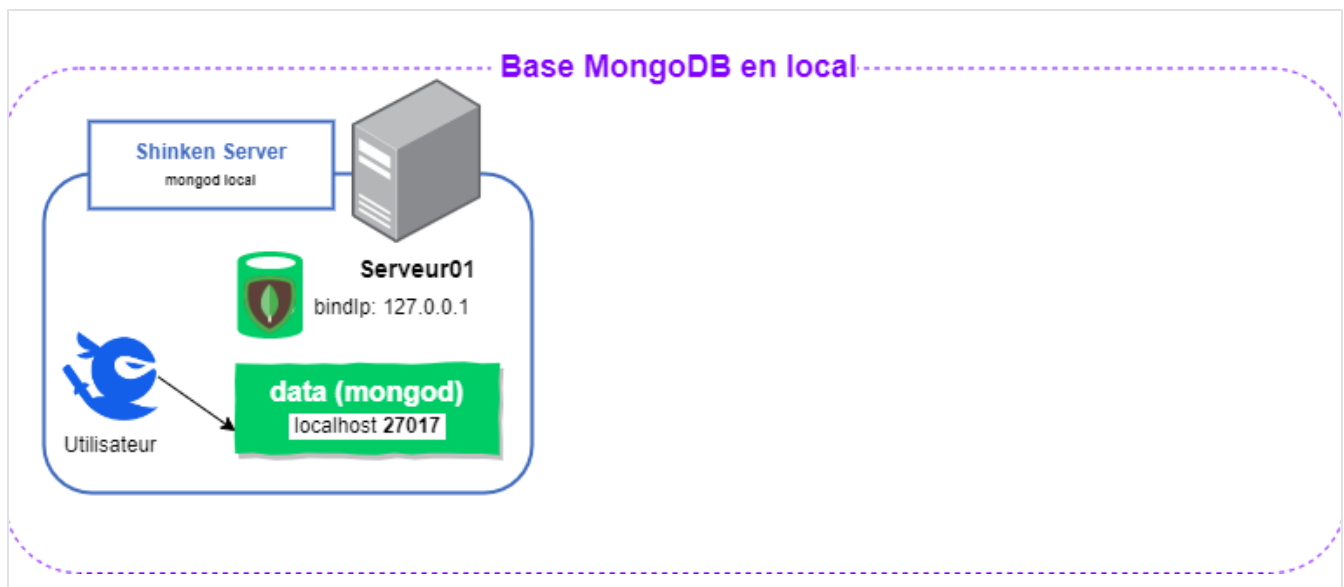 Base MongoDB en local
Shinken Server
mongod local
Serveur01
bindIp: 127.0.0.1
data (mongod)
localhost 27017
Utilisateur